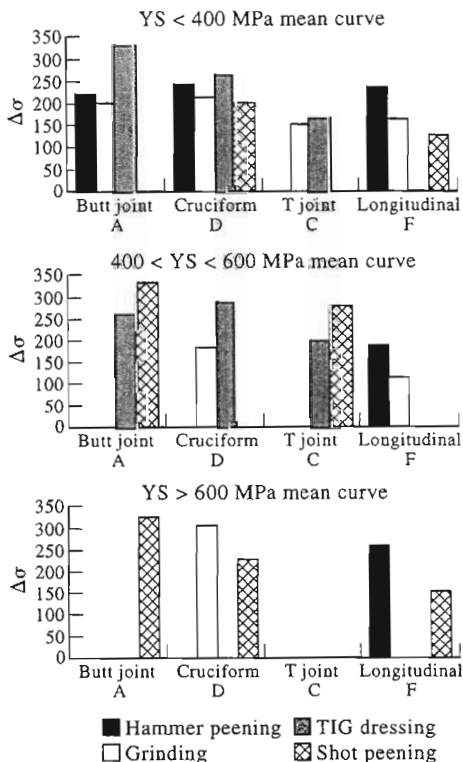 YS < 400 MPa mean curve
350
300
250
200
150
100
50
0
Δσ
Butt joint Cruciform T joint Longitudinal
A D C F
400 < YS < 600 MPa mean curve
350
300
250
200
150
100
50
0
Δσ
Butt joint Cruciform T joint Longitudinal
A D C F
YS > 600 MPa mean curve
350
300
250
200
150
100
50
0
Δσ
Butt joint Cruciform T joint Longitudinal
A D C F
Hammer peening TIG dressing
Grinding Shot peening